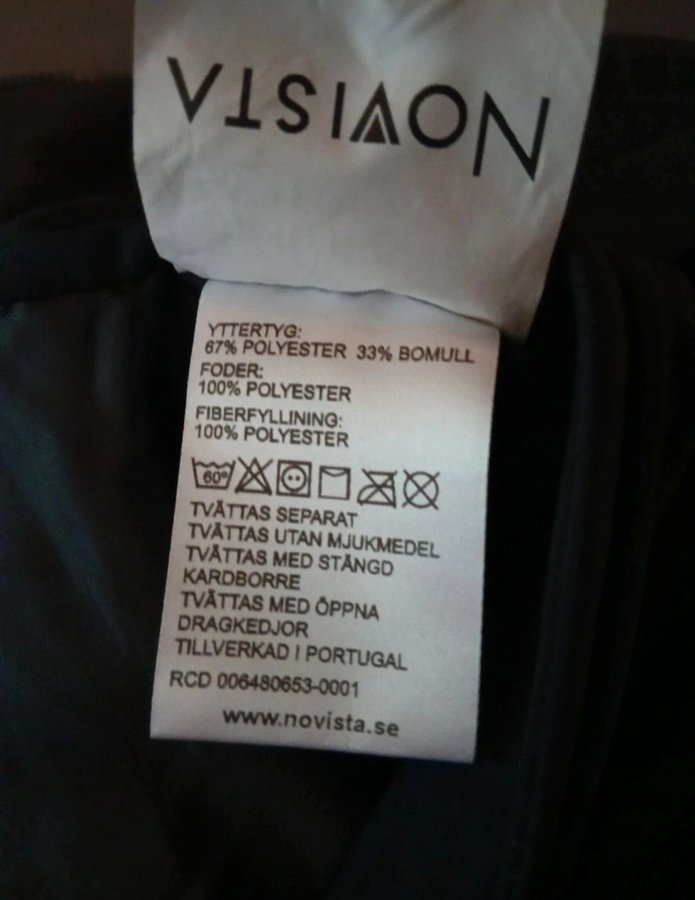 NOVISTA
YTTERTYG:
67% POLYESTER 33% BOMULL
FODER:
100% POLYESTER
FIBERFYLLINING:
100% POLYESTER
60°
TVÄTTAS SEPARAT
TVÄTTAS UTAN MJUKMEDEL
TVÄTTAS MED STÄNGD
KARDBORRE
TVÄTTAS MED ÖPPNA
DRAGKEDJOR
TILLVERKAD I PORTUGAL
RCD 006480653-0001
www.novista.se